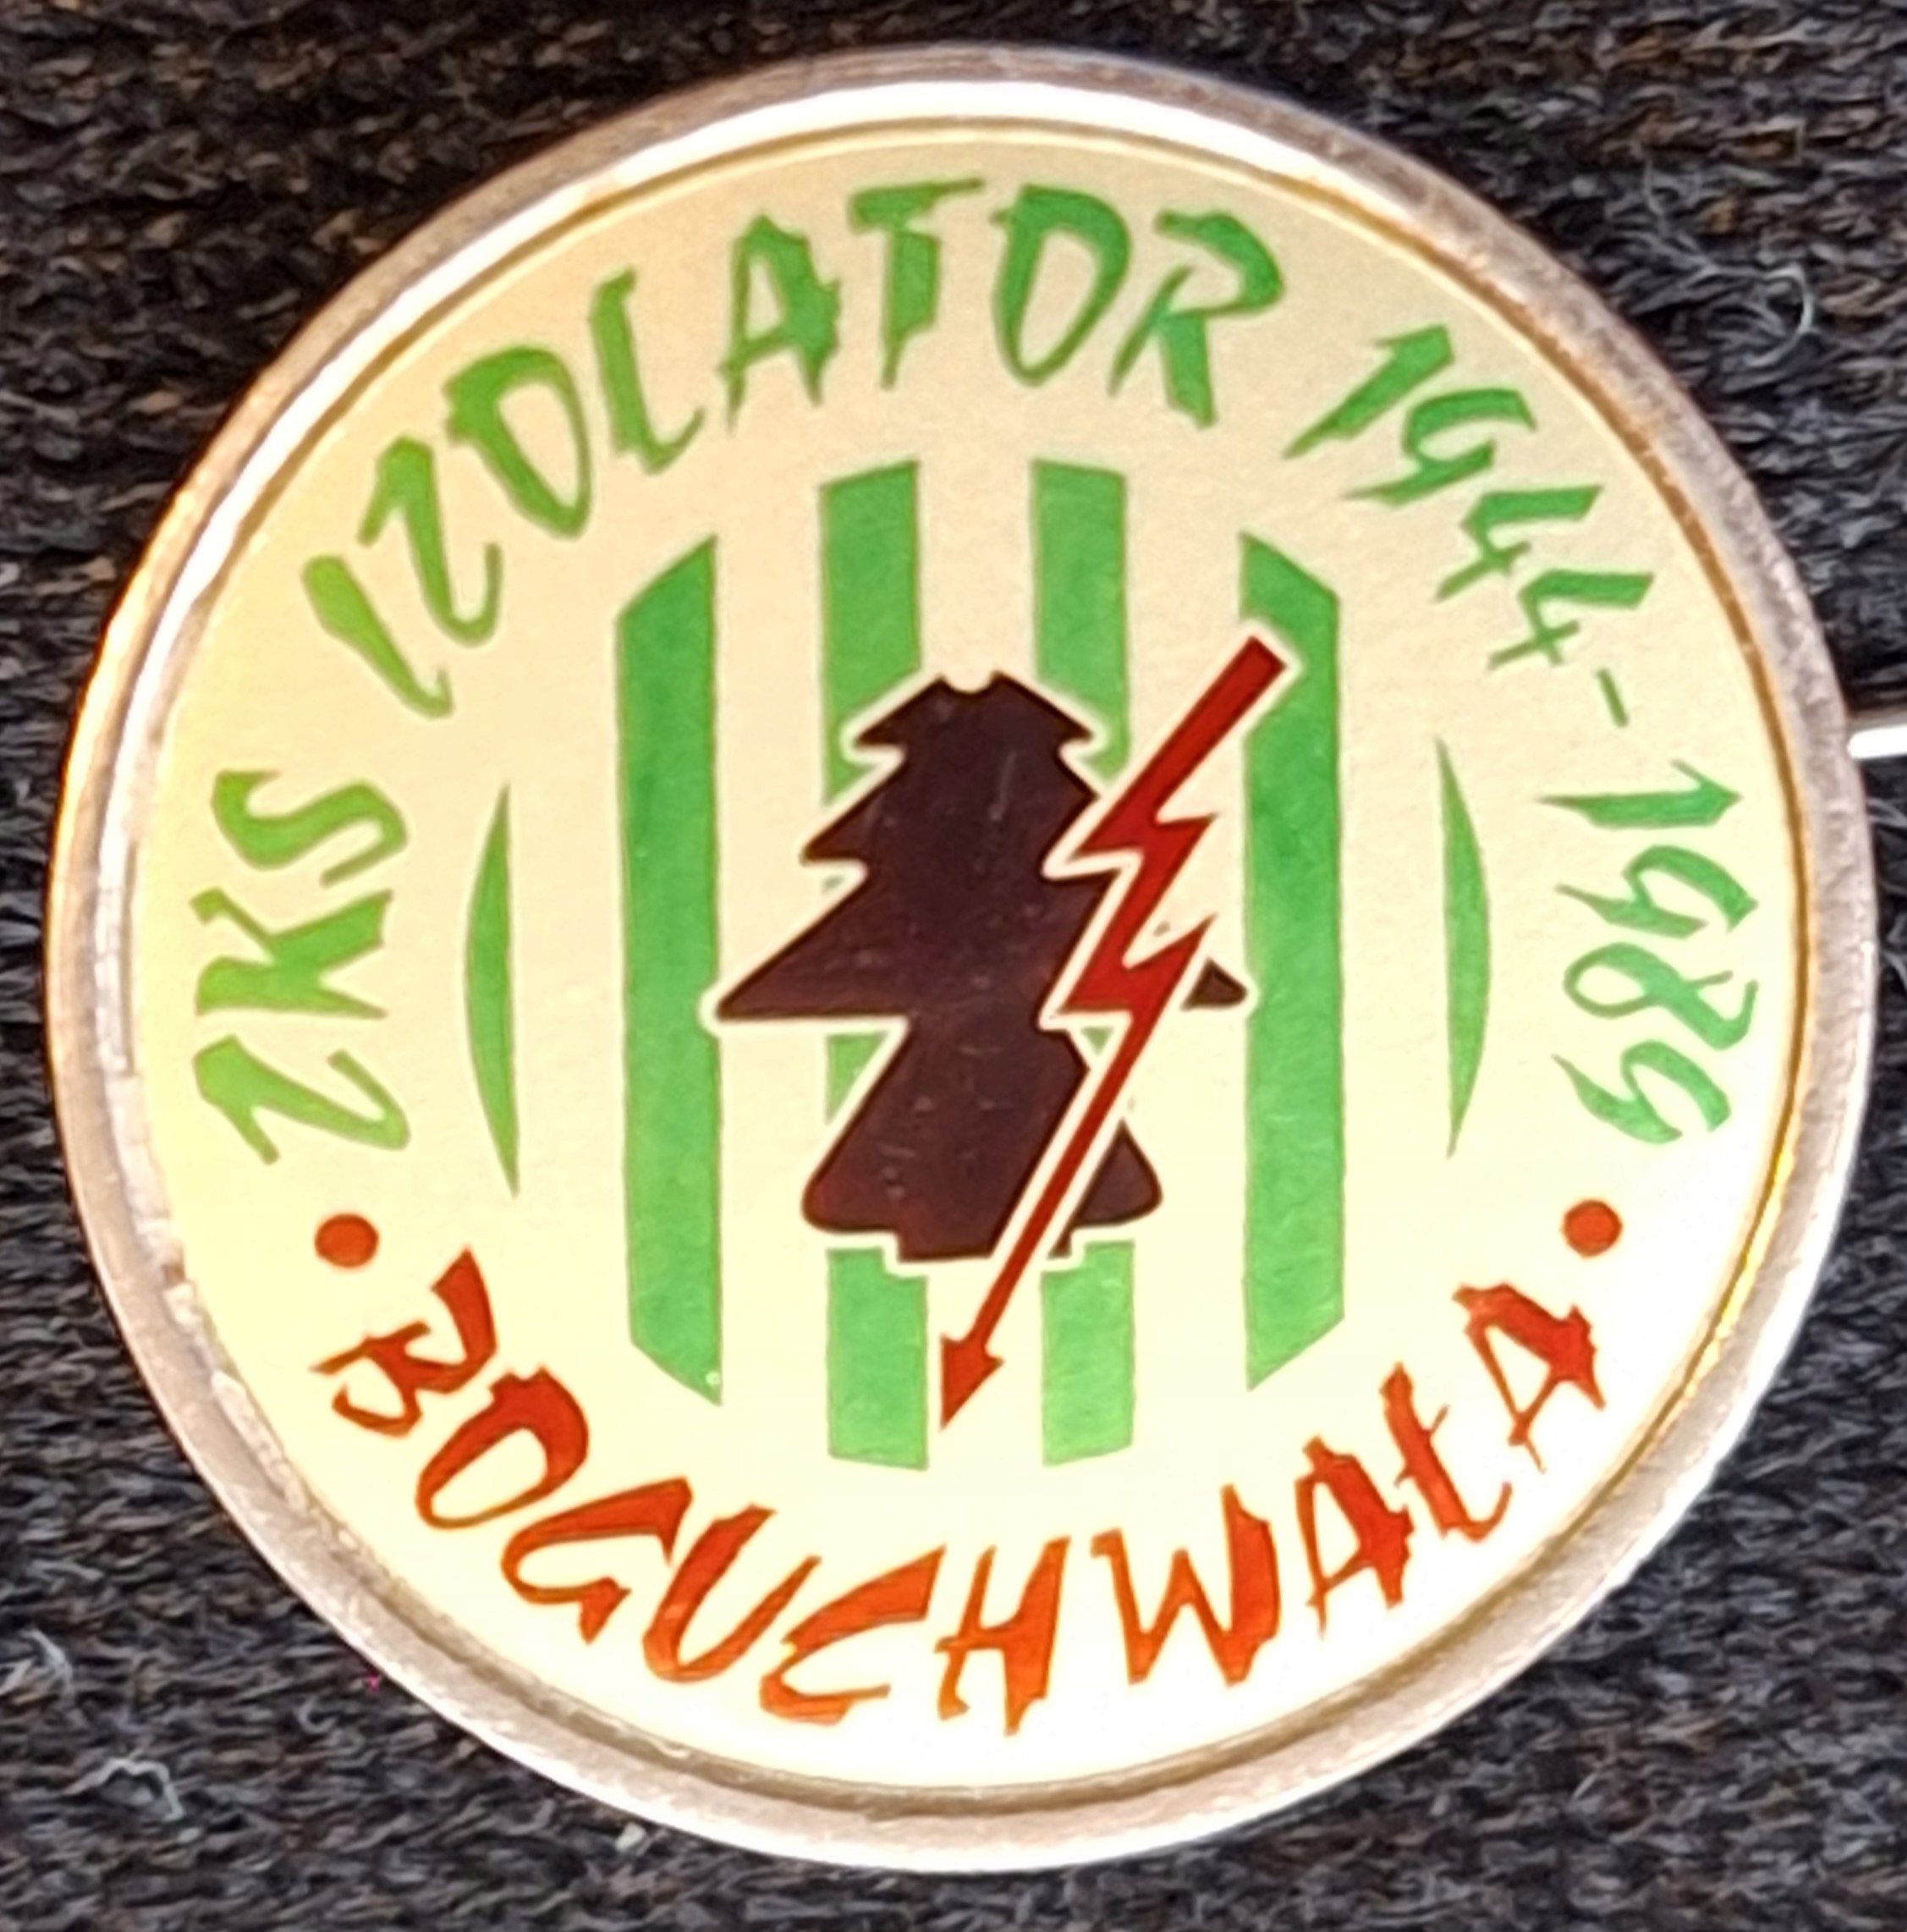 ZKS IZOLATOR 1944-1989
• BOGUCHWAŁA •